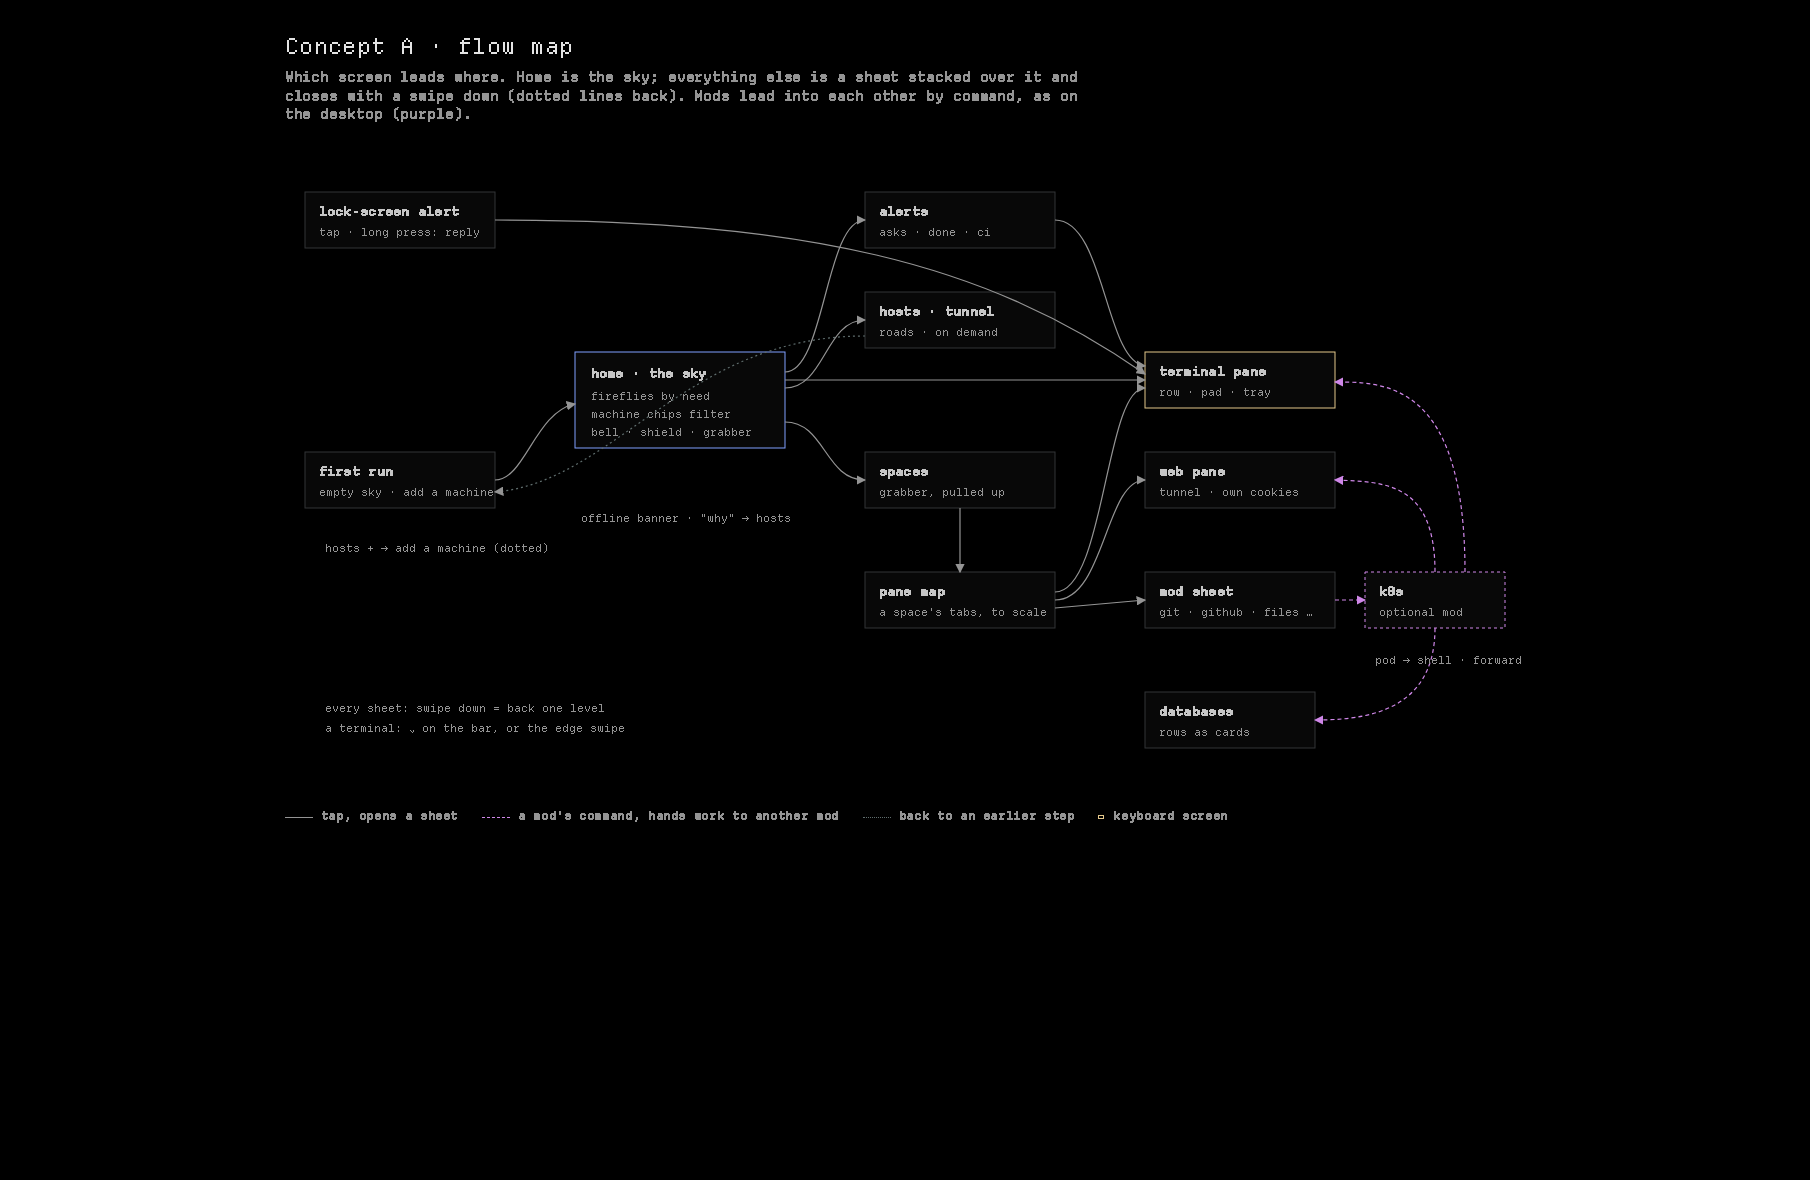 Concept A · flow map
Which screen leads where. Home is the sky; everything else is a sheet stacked over it and
closes with a swipe down (dotted lines back). Mods lead into each other by command, as on
the desktop (purple).
lock-screen alert
tap · long press: reply
alerts
asks · done · ci
hosts · tunnel
roads · on demand
home · the sky
fireflies by need
machine chips filter
bell · shield · grabber
terminal pane
row · pad · tray
first run
empty sky · add a machine
spaces
grabber, pulled up
web pane
tunnel · own cookies
offline banner · "why" → hosts
hosts + → add a machine (dotted)
pane map
a space's tabs, to scale
mod sheet
git · github · files …
k8s
optional mod
pod → shell · forward
every sheet: swipe down = back one level
a terminal: ⌄ on the bar, or the edge swipe
databases
rows as cards
tap, opens a sheet
a mod's command, hands work to another mod
back to an earlier step
keyboard screen